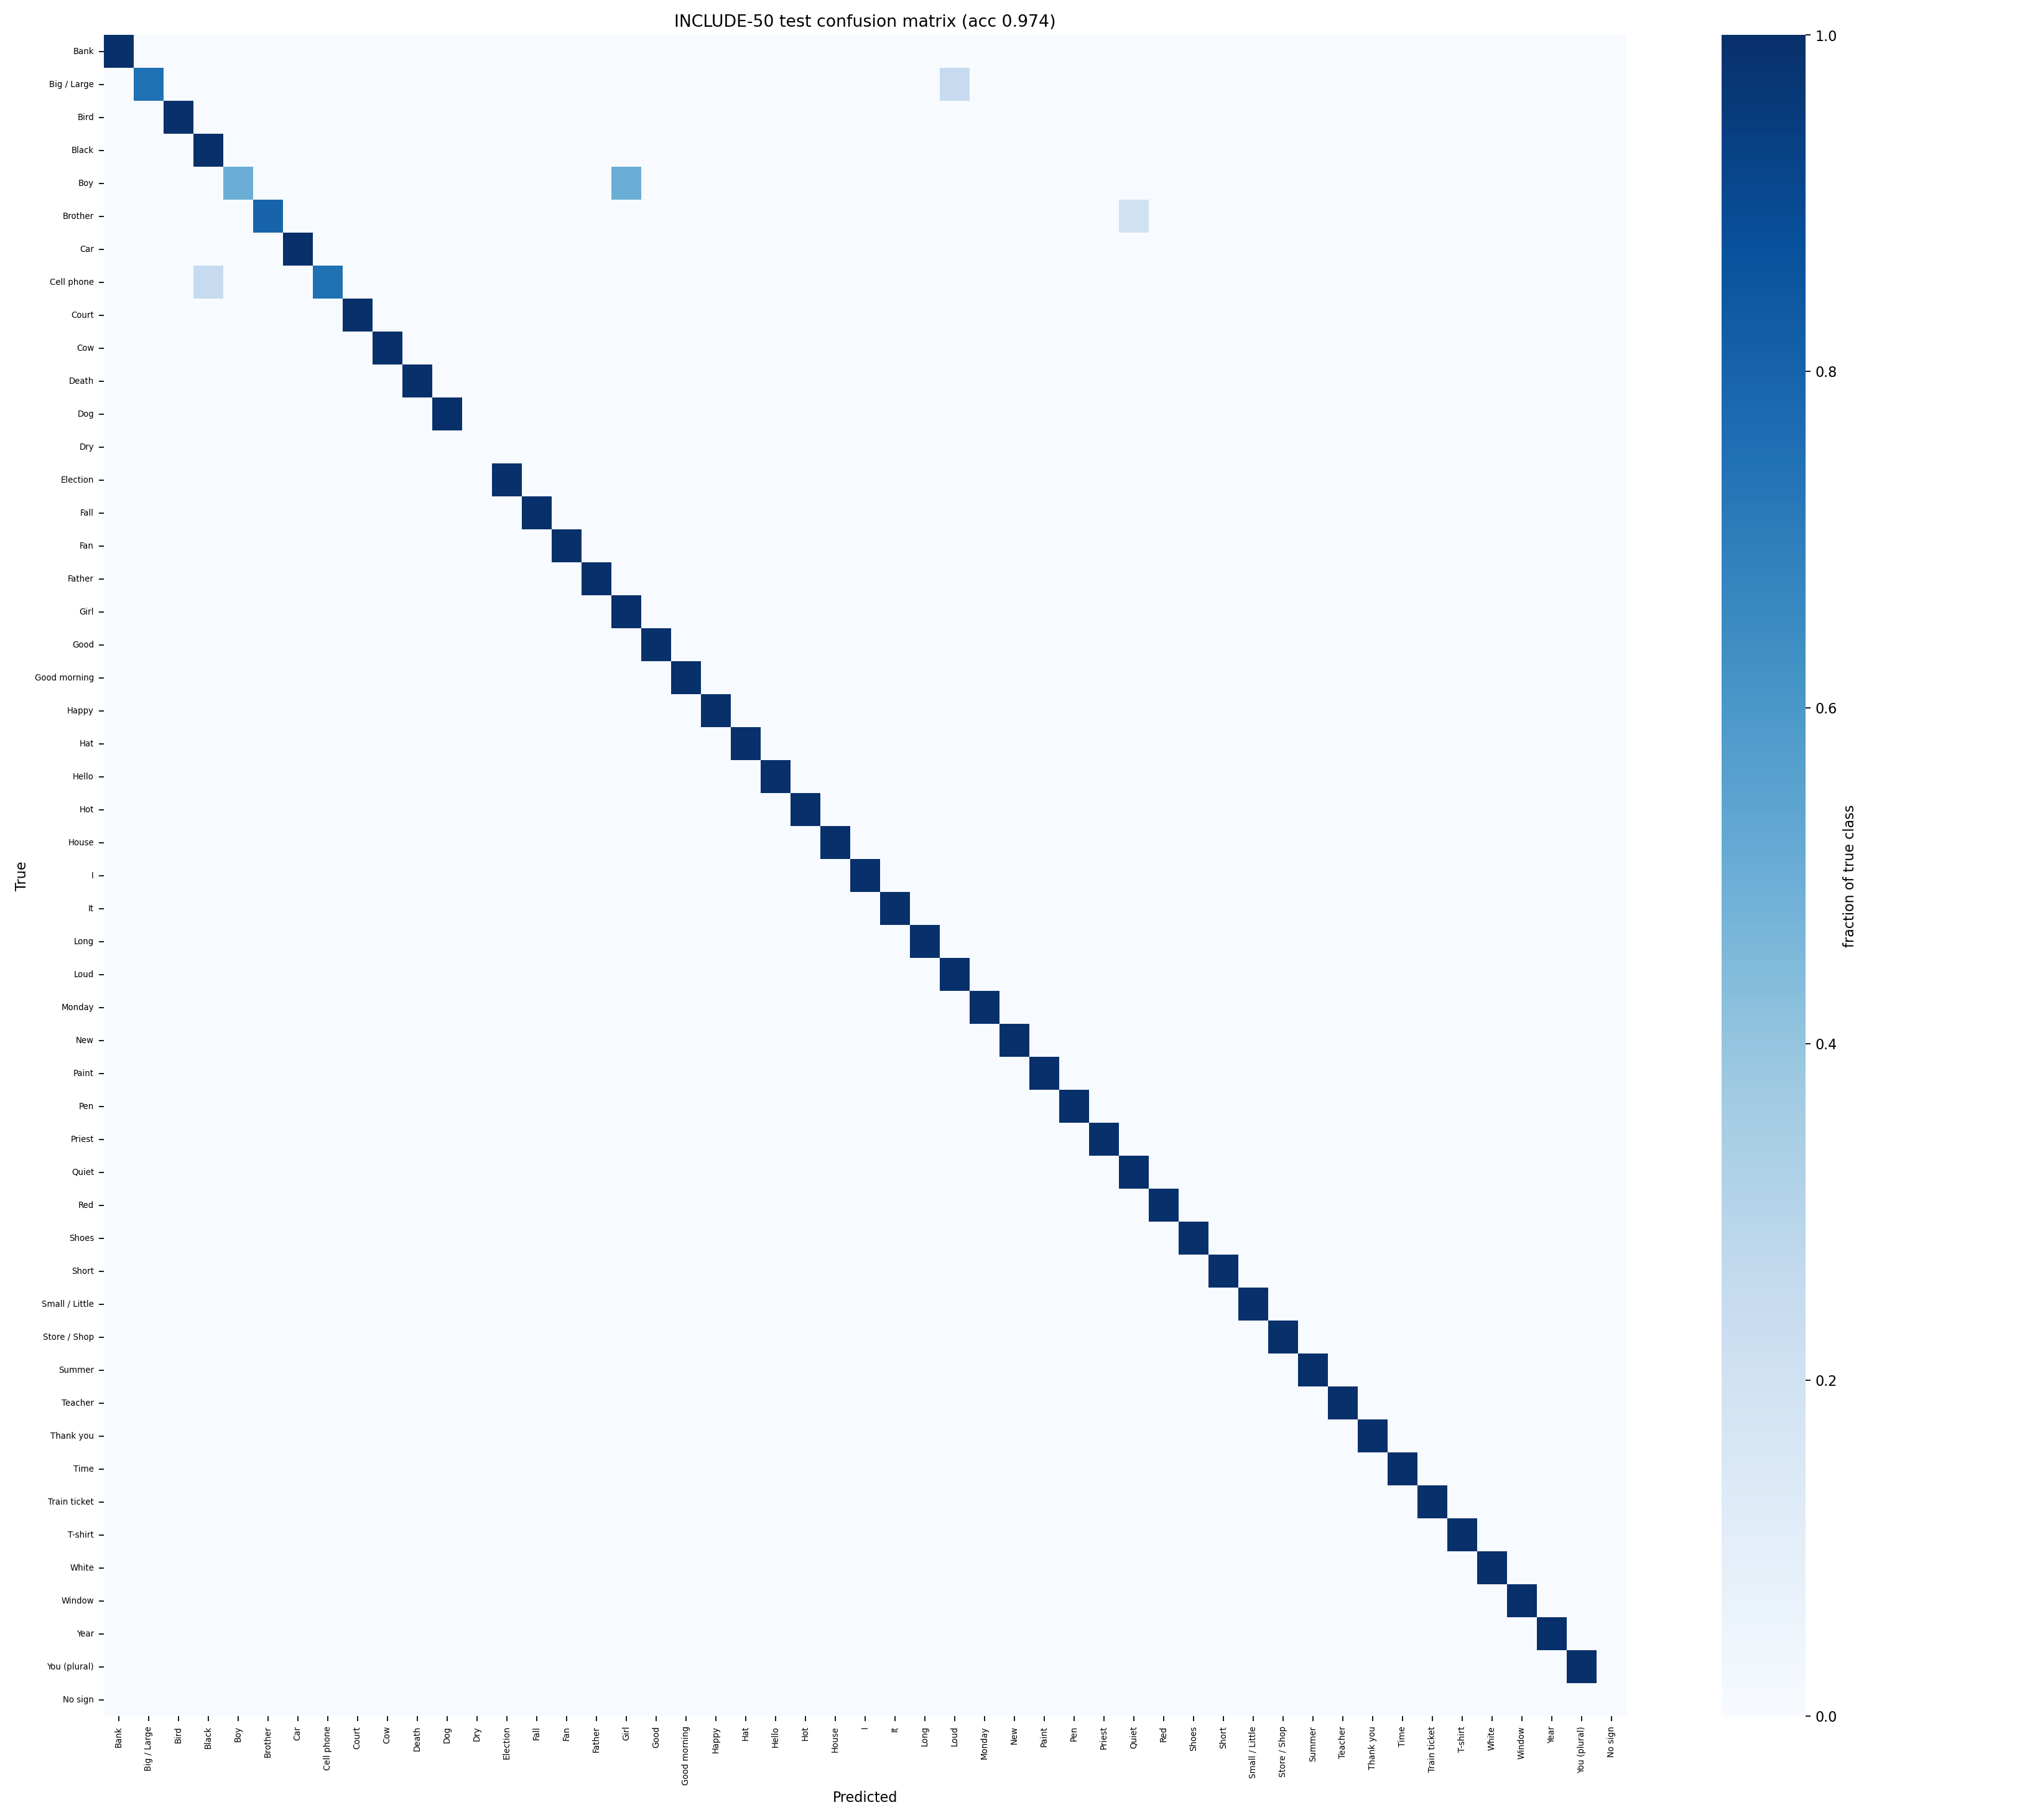 INCLUDE-50 test confusion matrix (acc 0.974)
True
Bank
Big / Large
Bird
Black
Boy
Brother
Car
Cell phone
Court
Cow
Death
Dog
Dry
Election
Fall
Fan
Father
Girl
Good
Good morning
Happy
Hat
Hello
Hot
House
I
It
Long
Loud
Monday
New
Paint
Pen
Priest
Quiet
Red
Shoes
Short
Small / Little
Store / Shop
Summer
Teacher
Thank you
Time
Train ticket
T-shirt
White
Window
Year
You (plural)
No sign
Bank
Big / Large
Bird
Black
Boy
Brother
Car
Cell phone
Court
Cow
Death
Dog
Dry
Election
Fall
Fan
Father
Girl
Good
Good morning
Happy
Hat
Hello
Hot
House
I
It
Long
Loud
Monday
New
Paint
Pen
Priest
Quiet
Red
Shoes
Short
Small / Little
Store / Shop
Summer
Teacher
Thank you
Time
Train ticket
T-shirt
White
Window
Year
You (plural)
No sign
Predicted
1.0
0.8
0.6
0.4
0.2
0.0
fraction of true class